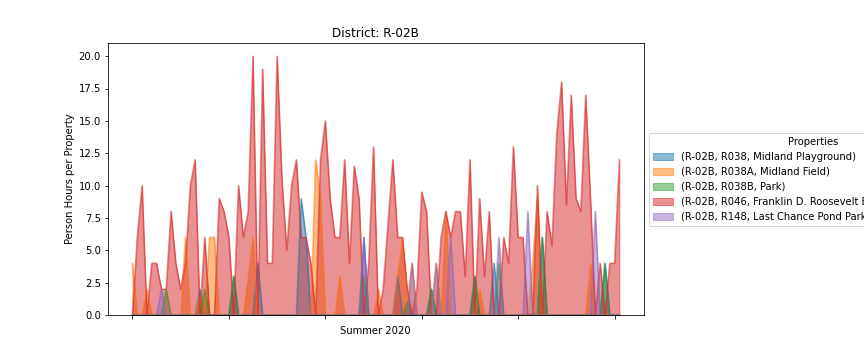 District: R-02B
Person Hours per Property
20.0
17.5
15.0
12.5
10.0
7.5
5.0
2.5
0.0
Summer 2020
Properties
(R-02B, R038, Midland Playground)
(R-02B, R038A, Midland Field)
(R-02B, R038B, Park)
(R-02B, R046, Franklin D. Roosevelt
(R-02B, R148, Last Chance Pond Park